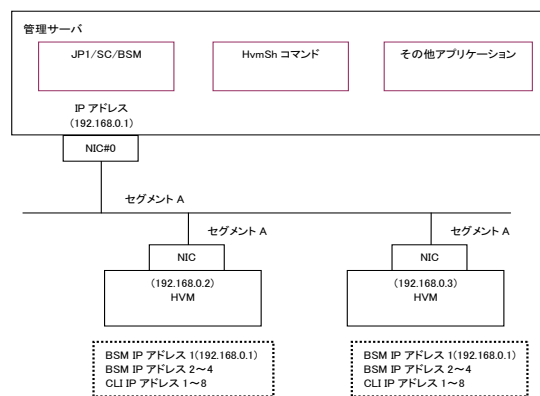 管理サーバ
JP1/SC/BSM
HvmSh コマンド
その他アプリケーション
IP アドレス
(192.168.0.1)
NIC#0
セグメント A
セグメント A
セグメント A
NIC
NIC
(192.168.0.2)
HVM
(192.168.0.3)
HVM
BSM IP アドレス 1(192.168.0.1)
BSM IP アドレス 2～4
CLI IP アドレス 1～8
BSM IP アドレス 1(192.168.0.1)
BSM IP アドレス 2～4
CLI IP アドレス 1～8